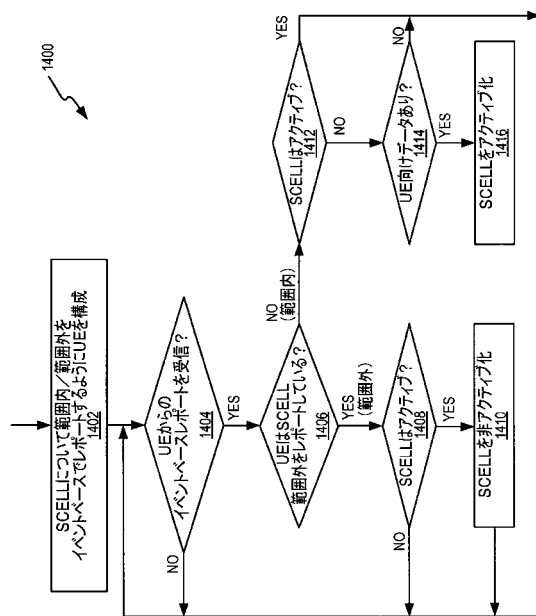 1400
SCELLについて範囲内/範囲外を
イベントベースでレポートするようにUEを構成
1402
UEからの
イベントベースレポートを受信?
1404
NO
YES
UEはSCELL
範囲外をレポートしている?
1406
NO
(範囲内)
YES
(範囲外)
SCELLはアクティブ?
1408
NO
YES
SCELLを非アクティブ化
1410
SCELLはアクティブ?
1412
YES
NO
UE向けデータあり?
1414
NO
YES
SCELLをアクティブ化
1416